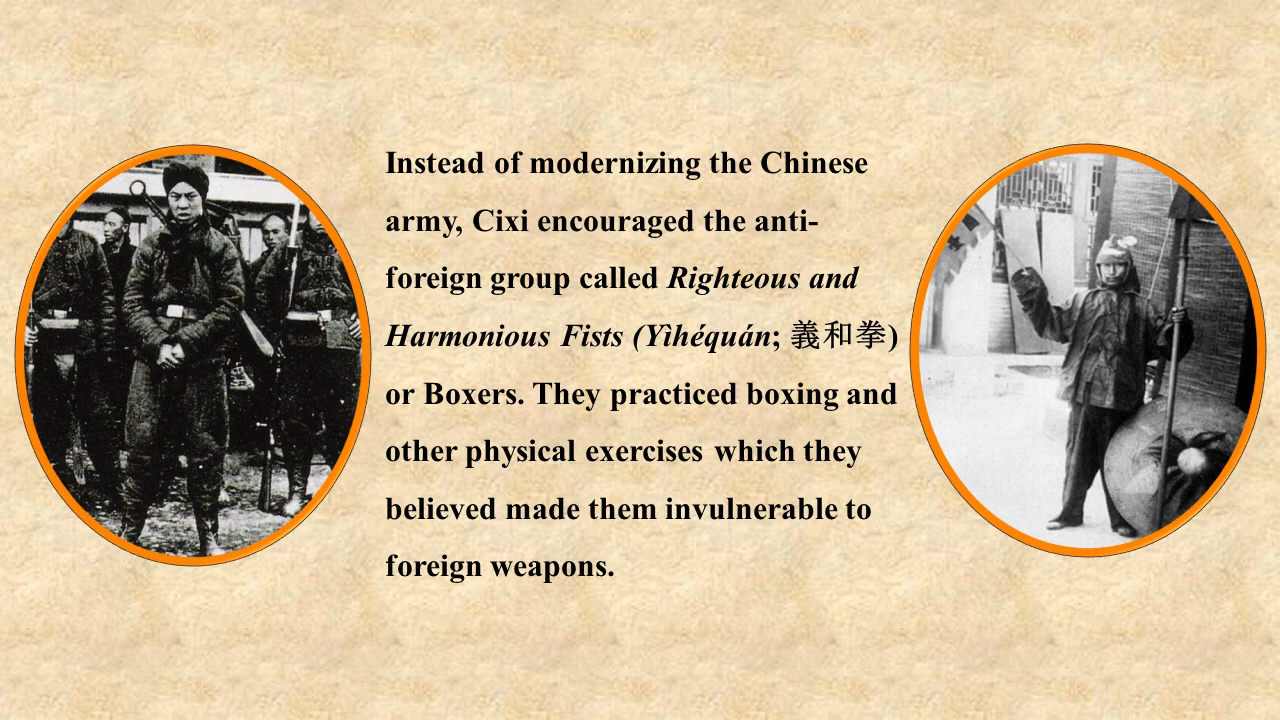 Instead of modernizing the Chinese
army, Cixi encouraged the anti-
foreign group called Righteous and
Harmonious Fists (Yìhéquán; 義和拳)
or Boxers. They practiced boxing and
other physical exercises which they
believed made them invulnerable to
foreign weapons.